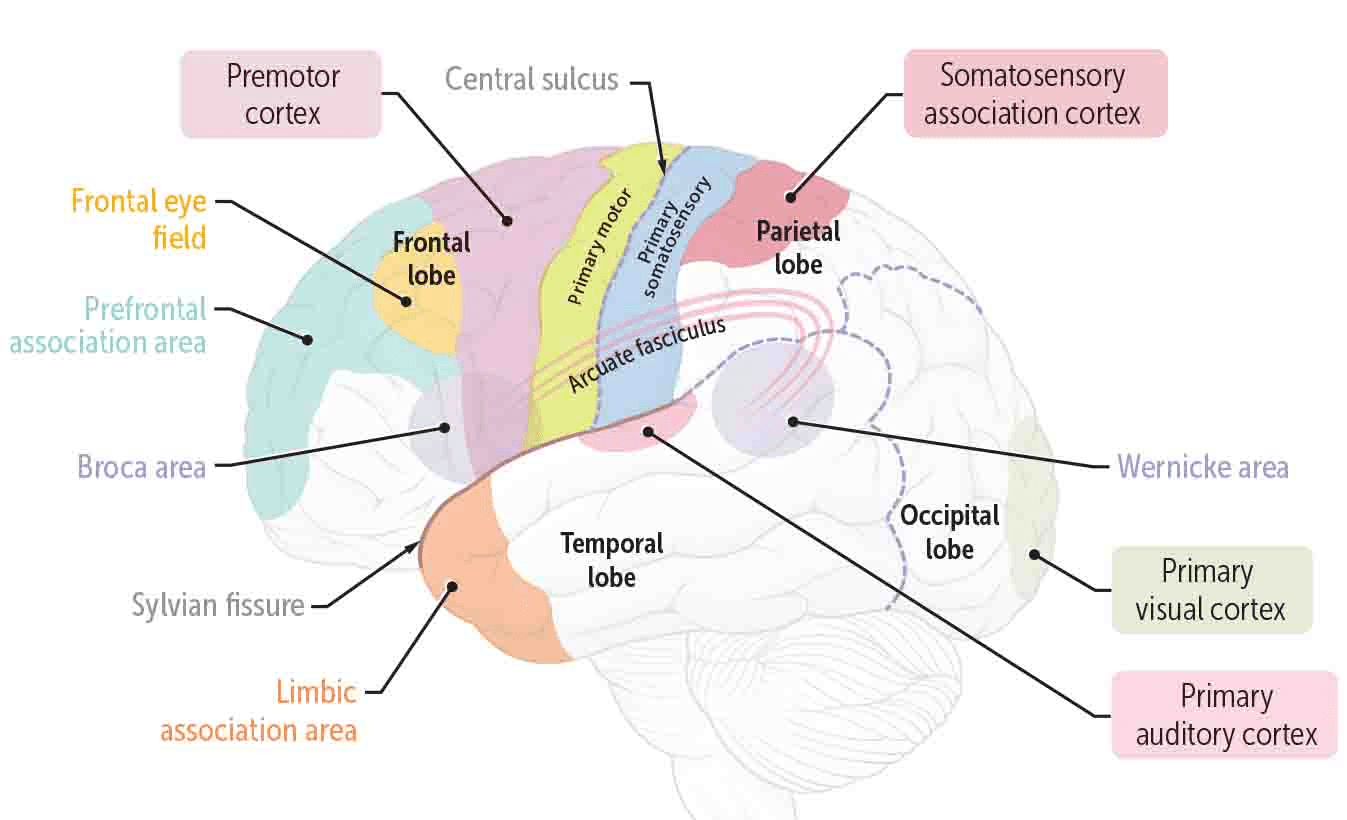 Premotor
cortex
Central sulcus
Somatosensory
association cortex
Frontal eye
field
Frontal
lobe
Primary motor
Primary
somatosensory
Parietal
lobe
Prefrontal
association area
Arcuate fasciculus
Broca area
Wernicke area
Temporal
lobe
Occipital
lobe
Sylvian fissure
Primary
visual cortex
Limbic
association area
Primary
auditory cortex